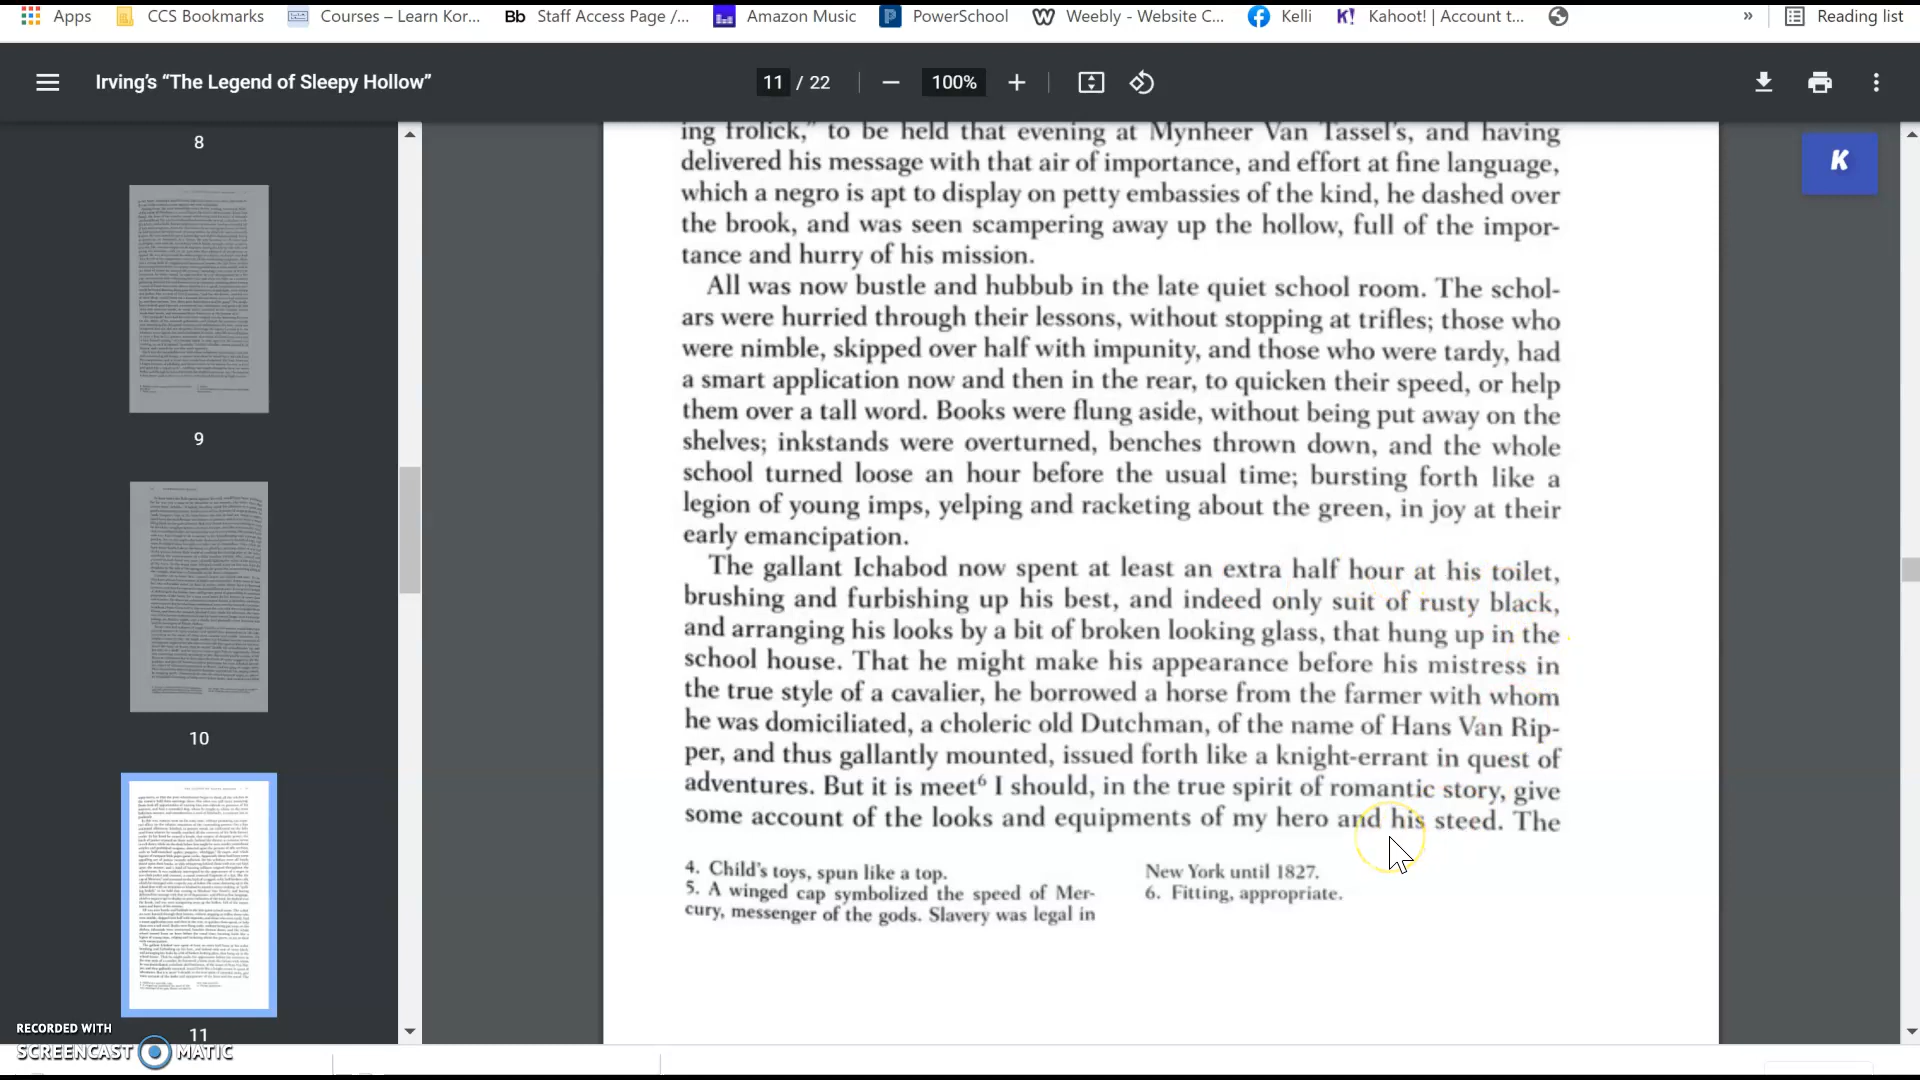 Apps CCS Bookmarks Courses – Learn Kor... Bb Staff Access Page /... Amazon Music PowerSchool Weebly - Website C... Kelli Kahoot! | Account t... » Reading list
Irving's “The Legend of Sleepy Hollow” 11 / 22 − 100% +
8
9
10
11
K
ing frolick,” to be held that evening at Mynheer Van Tassel's, and having
delivered his message with that air of importance, and effort at fine language,
which a negro is apt to display on petty embassies of the kind, he dashed over
the brook, and was seen scampering away up the hollow, full of the impor-
tance and hurry of his mission.
All was now bustle and hubbub in the late quiet school room. The schol-
ars were hurried through their lessons, without stopping at trifles; those who
were nimble, skipped over half with impunity, and those who were tardy, had
a smart application now and then in the rear, to quicken their speed, or help
them over a tall word. Books were flung aside, without being put away on the
shelves; inkstands were overturned, benches thrown down, and the whole
school turned loose an hour before the usual time; bursting forth like a
legion of young imps, yelping and racketing about the green, in joy at their
early emancipation.
The gallant Ichabod now spent at least an extra half hour at his toilet,
brushing and furbishing up his best, and indeed only suit of rusty black,
and arranging his looks by a bit of broken looking glass, that hung up in the
school house. That he might make his appearance before his mistress in
the true style of a cavalier, he borrowed a horse from the farmer with whom
he was domiciliated, a choleric old Dutchman, of the name of Hans Van Rip-
per, and thus gallantly mounted, issued forth like a knight-errant in quest of
adventures. But it is meet6 I should, in the true spirit of romantic story, give
some account of the looks and equipments of my hero and his steed. The
4. Child's toys, spun like a top.
5. A winged cap symbolized the speed of Mer-
cury, messenger of the gods. Slavery was legal in
New York until 1827.
6. Fitting, appropriate.
RECORDED WITH
SCREENCAST MATIC